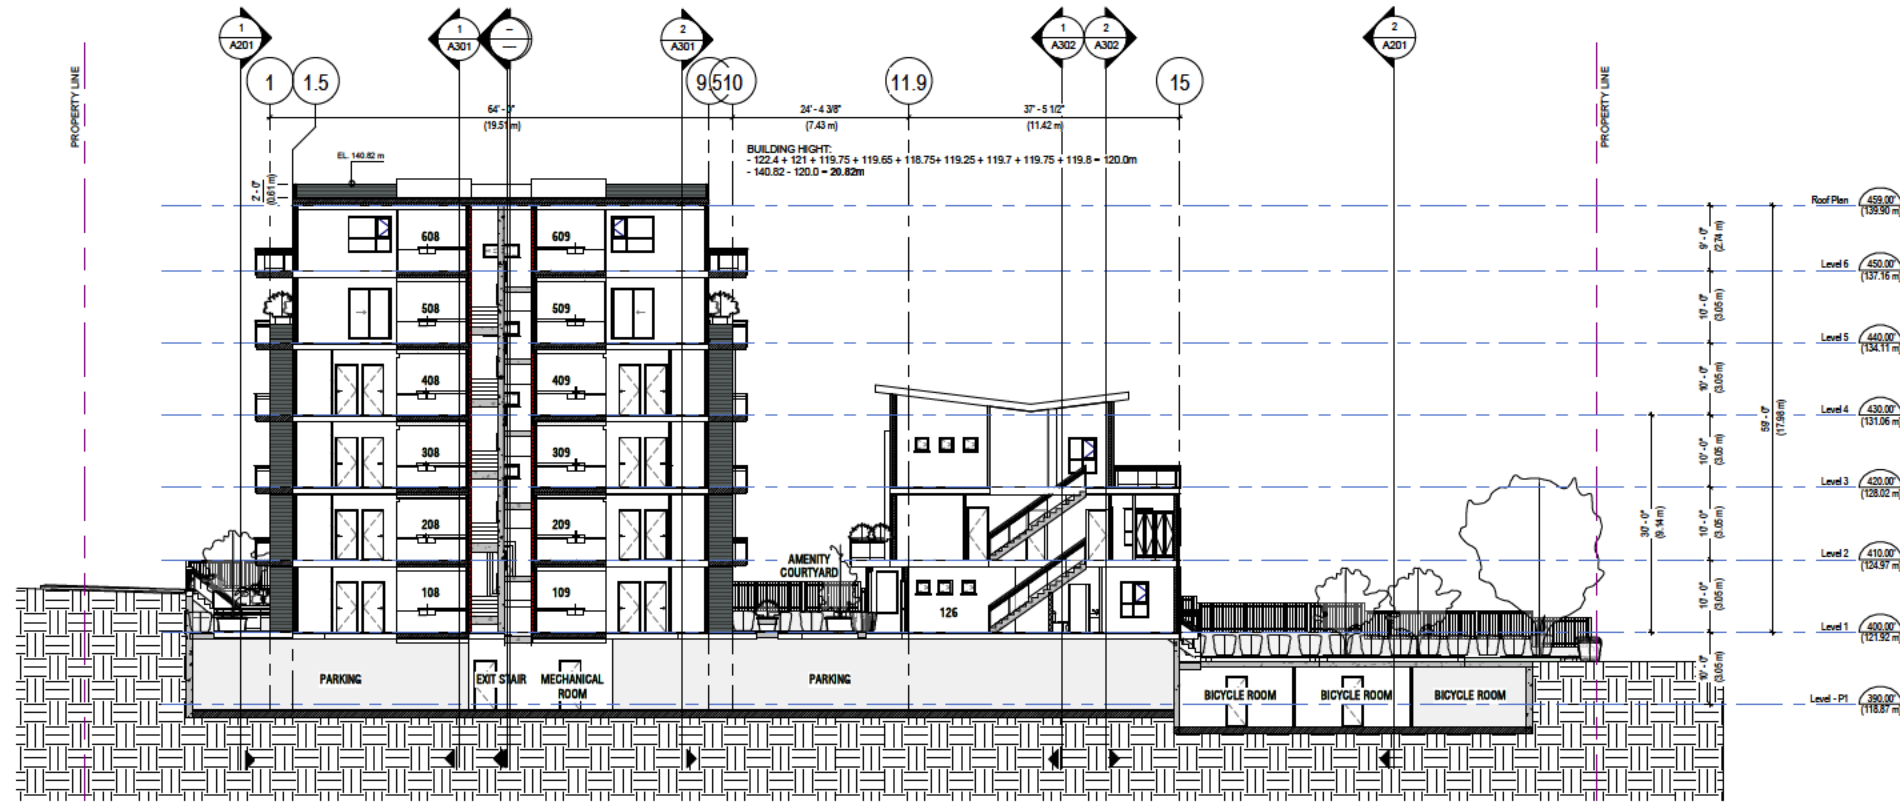 1
A201
1
A301
–
—
2
A301
1
A302
2
A302
2
A201
PROPERTY LINE
PROPERTY LINE
1
1.5
9.5
10
11.9
15
64' - 0"
(19.51 m)
24' - 4 3/8"
(7.43 m)
37' - 5 1/2"
(11.42 m)
BUILDING HIGHT:
- 122.4 + 121 + 119.75 + 119.65 + 118.75+ 119.25 + 119.7 + 119.75 + 119.8 = 120.0m
- 140.82 - 120.0 = 20.82m
EL. 140.82 m
2' - 0"
(0.61 m)
Roof Plan
459.00'
(139.90 m)
9' - 0"
(2.74 m)
608
609
Level 6
450.00'
(137.16 m)
10' - 0"
(3.05 m)
508
509
Level 5
440.00'
(134.11 m)
10' - 0"
(3.05 m)
408
409
Level 4
430.00'
(131.06 m)
59' - 0"
(17.98 m)
10' - 0"
(3.05 m)
308
309
Level 3
420.00'
(128.02 m)
30' - 0"
(9.14 m)
10' - 0"
(3.05 m)
208
209
Level 2
410.00'
(124.97 m)
AMENITY
COURTYARD
10' - 0"
(3.05 m)
108
109
126
Level 1
400.00'
(121.92 m)
10' - 0"
(3.05 m)
PARKING
EXIT STAIR
MECHANICAL
ROOM
PARKING
BICYCLE ROOM
BICYCLE ROOM
BICYCLE ROOM
Level - P1
390.00'
(118.87 m)